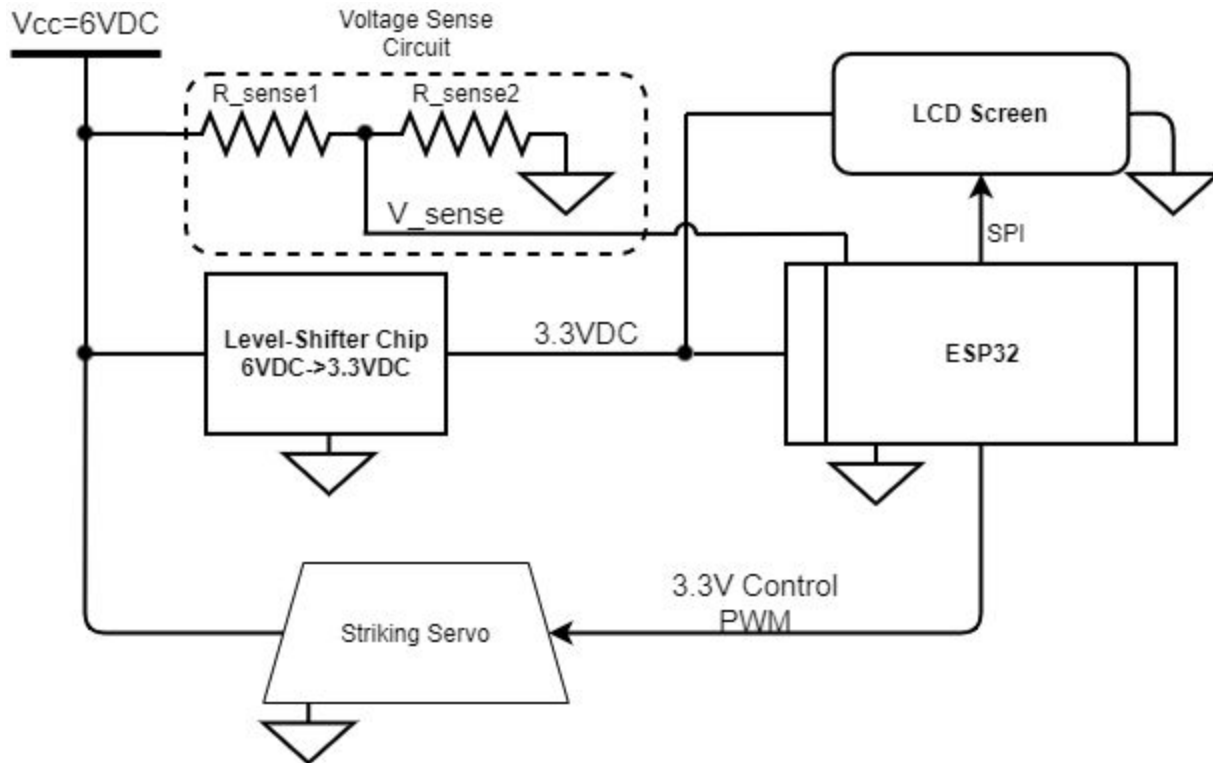 Vcc=6VDC
Voltage Sense
Circuit
R_sense1
R_sense2
LCD Screen
V_sense
SPI
Level-Shifter Chip
6VDC->3.3VDC
3.3VDC
ESP32
Striking Servo
3.3V Control
PWM